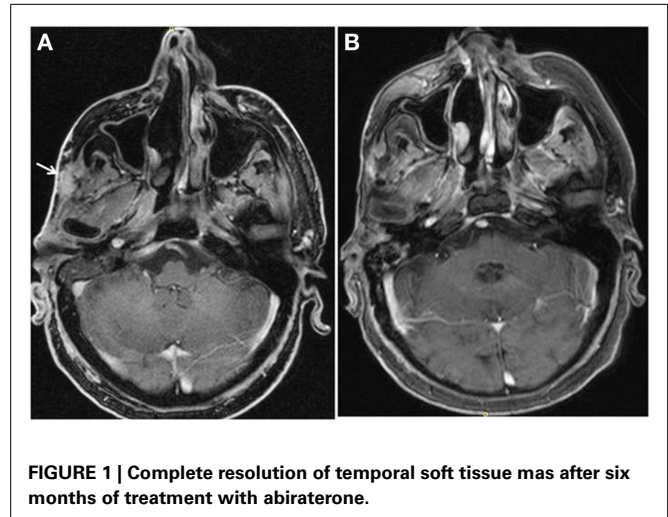 A B
FIGURE 1 | Complete resolution of temporal soft tissue mas after six
months of treatment with abiraterone.